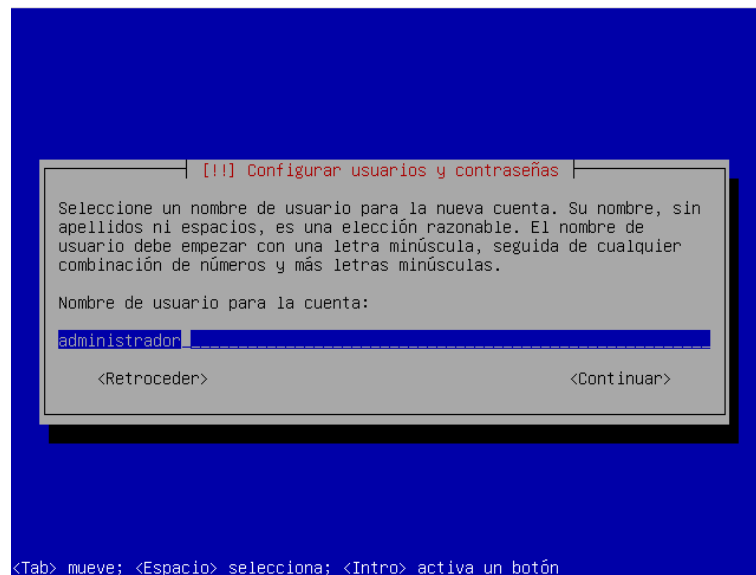 [!!] Configurar usuarios y contraseñas
Seleccione un nombre de usuario para la nueva cuenta. Su nombre, sin
apellidos ni espacios, es una elección razonable. El nombre de
usuario debe empezar con una letra minúscula, seguida de cualquier
combinación de números y más letras minúsculas.
Nombre de usuario para la cuenta:
administrador
<Retroceder> <Continuar>
<Tab> mueve; <Espacio> selecciona; <Intro> activa un botón